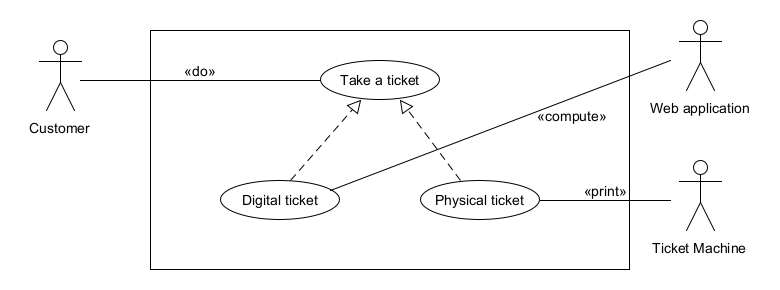 «do»
Take a ticket
Customer
Web application
«compute»
Digital ticket
Physical ticket
«print»
Ticket Machine